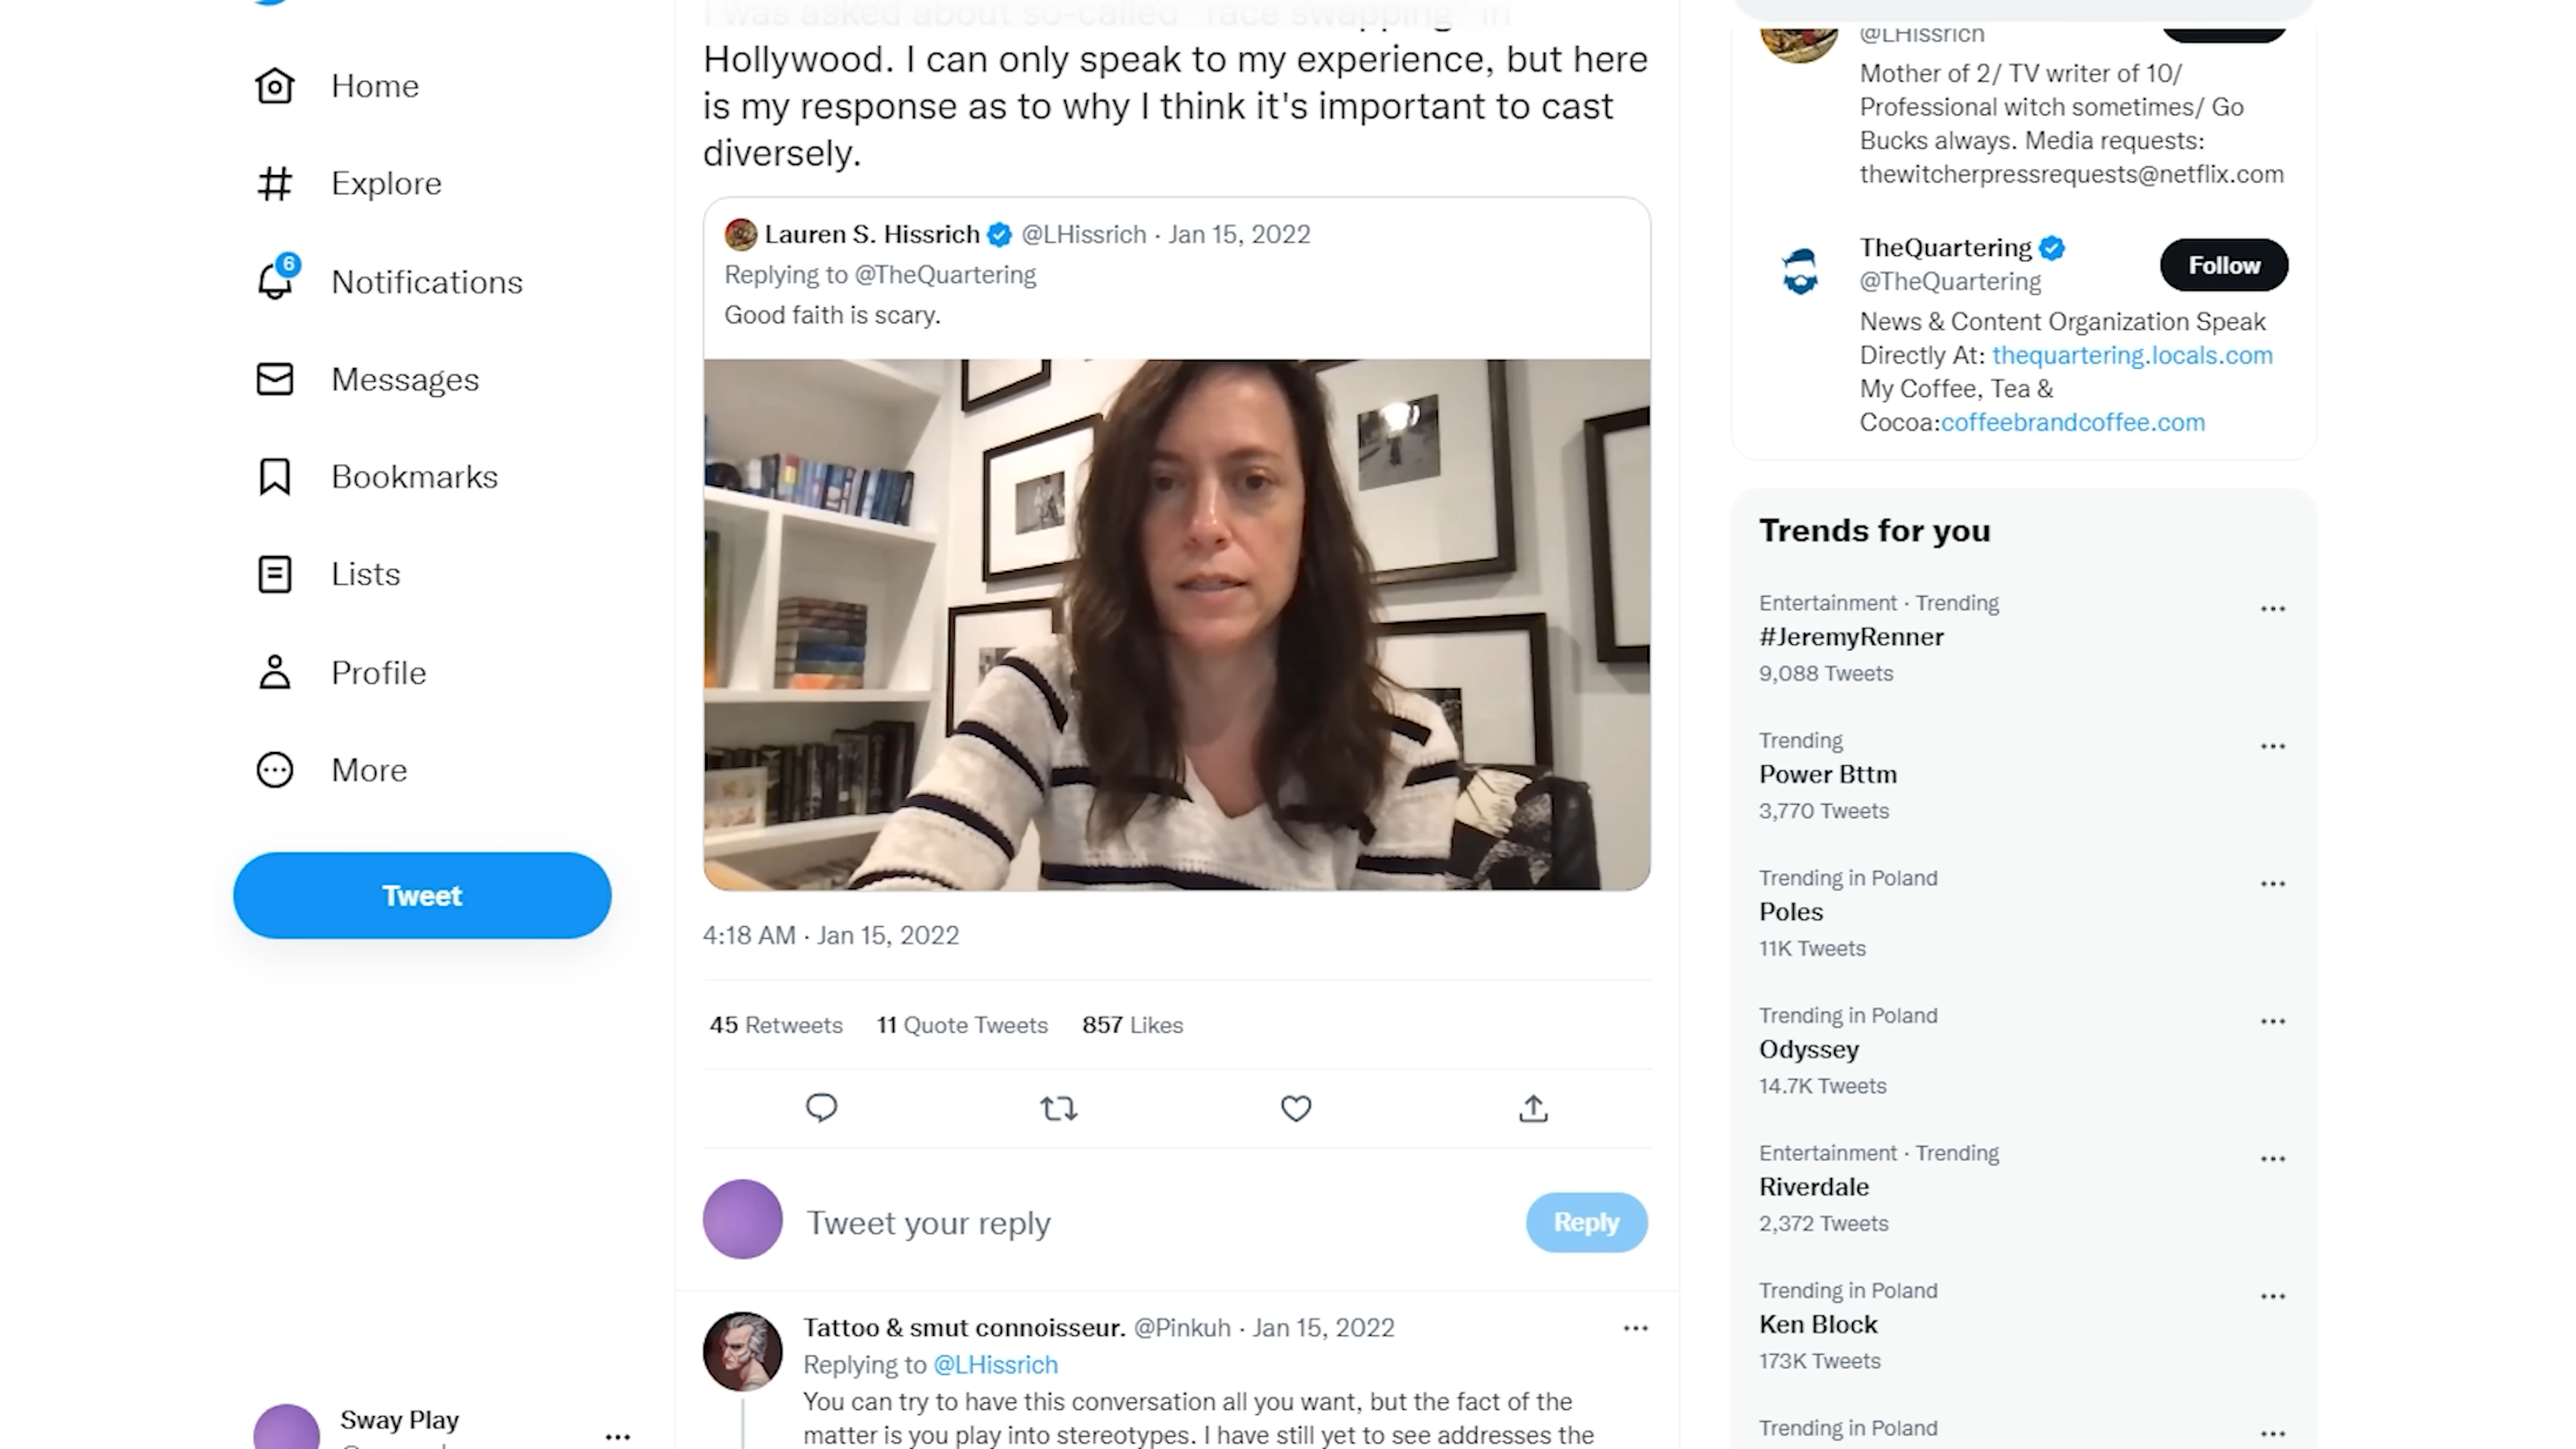 Home
Explore
6
Notifications
Messages
Bookmarks
Lists
Profile
More
Tweet
Sway Play
I was asked about so-called "race swapping" in
Hollywood. I can only speak to my experience, but here
is my response as to why I think it's important to cast
diversely.
Lauren S. Hissrich @LHissrich · Jan 15, 2022
Replying to @TheQuartering
Good faith is scary.
4:18 AM · Jan 15, 2022
45 Retweets 11 Quote Tweets 857 Likes
Tweet your reply
Reply
Tattoo & smut connoisseur. @Pinkuh · Jan 15, 2022
Replying to @LHissrich
You can try to have this conversation all you want, but the fact of the
matter is you play into stereotypes. I have still yet to see addresses the
@LHissrich
Mother of 2/ TV writer of 10/
Professional witch sometimes/ Go
Bucks always. Media requests:
thewitcherpressrequests@netflix.com
TheQuartering
@TheQuartering
Follow
News & Content Organization Speak
Directly At: thequartering.locals.com
My Coffee, Tea &
Cocoa:coffeebrandcoffee.com
Trends for you
Entertainment · Trending
#JeremyRenner
9,088 Tweets
Trending
Power Bttm
3,770 Tweets
Trending in Poland
Poles
11K Tweets
Trending in Poland
Odyssey
14.7K Tweets
Entertainment · Trending
Riverdale
2,372 Tweets
Trending in Poland
Ken Block
173K Tweets
Trending in Poland